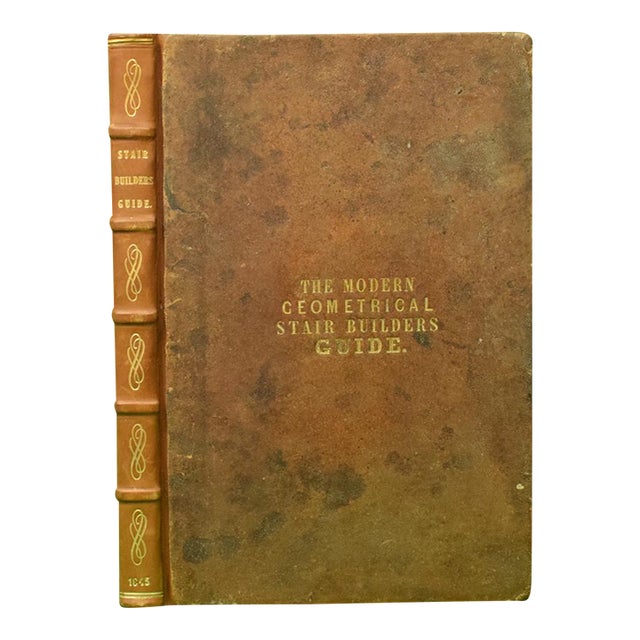 STAIR
BUILDERS
GUIDE.
1845
THE MODERN
GEOMETRICAL
STAIR BUILDERS
GUIDE.